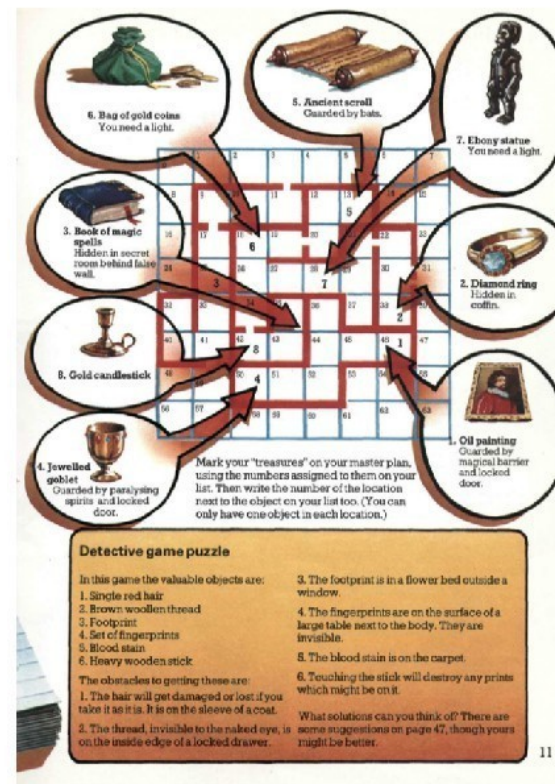 6. Bag of gold coins
You need a light.
5. Ancient scroll
Guarded by bats.
7. Ebony statue
You need a light.
3. Book of magic
spells
Hidden in secret
room behind false
wall.
2. Diamond ring
Hidden in
coffin.
8. Gold candlestick
4. Jewelled
goblet
Guarded by paralysing
spirits and locked
door.
1. Oil painting
Guarded by
magical barrier
and locked
door.
5
6
7
3
2
1
8
4
Mark your "treasures" on your master plan,
using the numbers assigned to them on your
list. Then write the number of the location
next to the object on your list too. (You can
only have one object in each location.)
Detective game puzzle
In this game the valuable objects are:
1. Single red hair
2. Brown woollen thread
3. Footprint
4. Set of fingerprints
5. Blood stain
6. Heavy wooden stick
The obstacles to getting these are:
1. The hair will get damaged or lost if you
take it as it is. It is on the sleeve of a coat.
2. The thread, invisible to the naked eye, is
on the inside edge of a locked drawer.
3. The footprint is in a flower bed outside a
window.
4. The fingerprints are on the surface of a
large table next to the body. They are
invisible.
5. The blood stain is on the carpet.
6. Touching the stick will destroy any prints
which might be on it.
What solutions can you think of? There are
some suggestions on page 47, though yours
might be better.
11